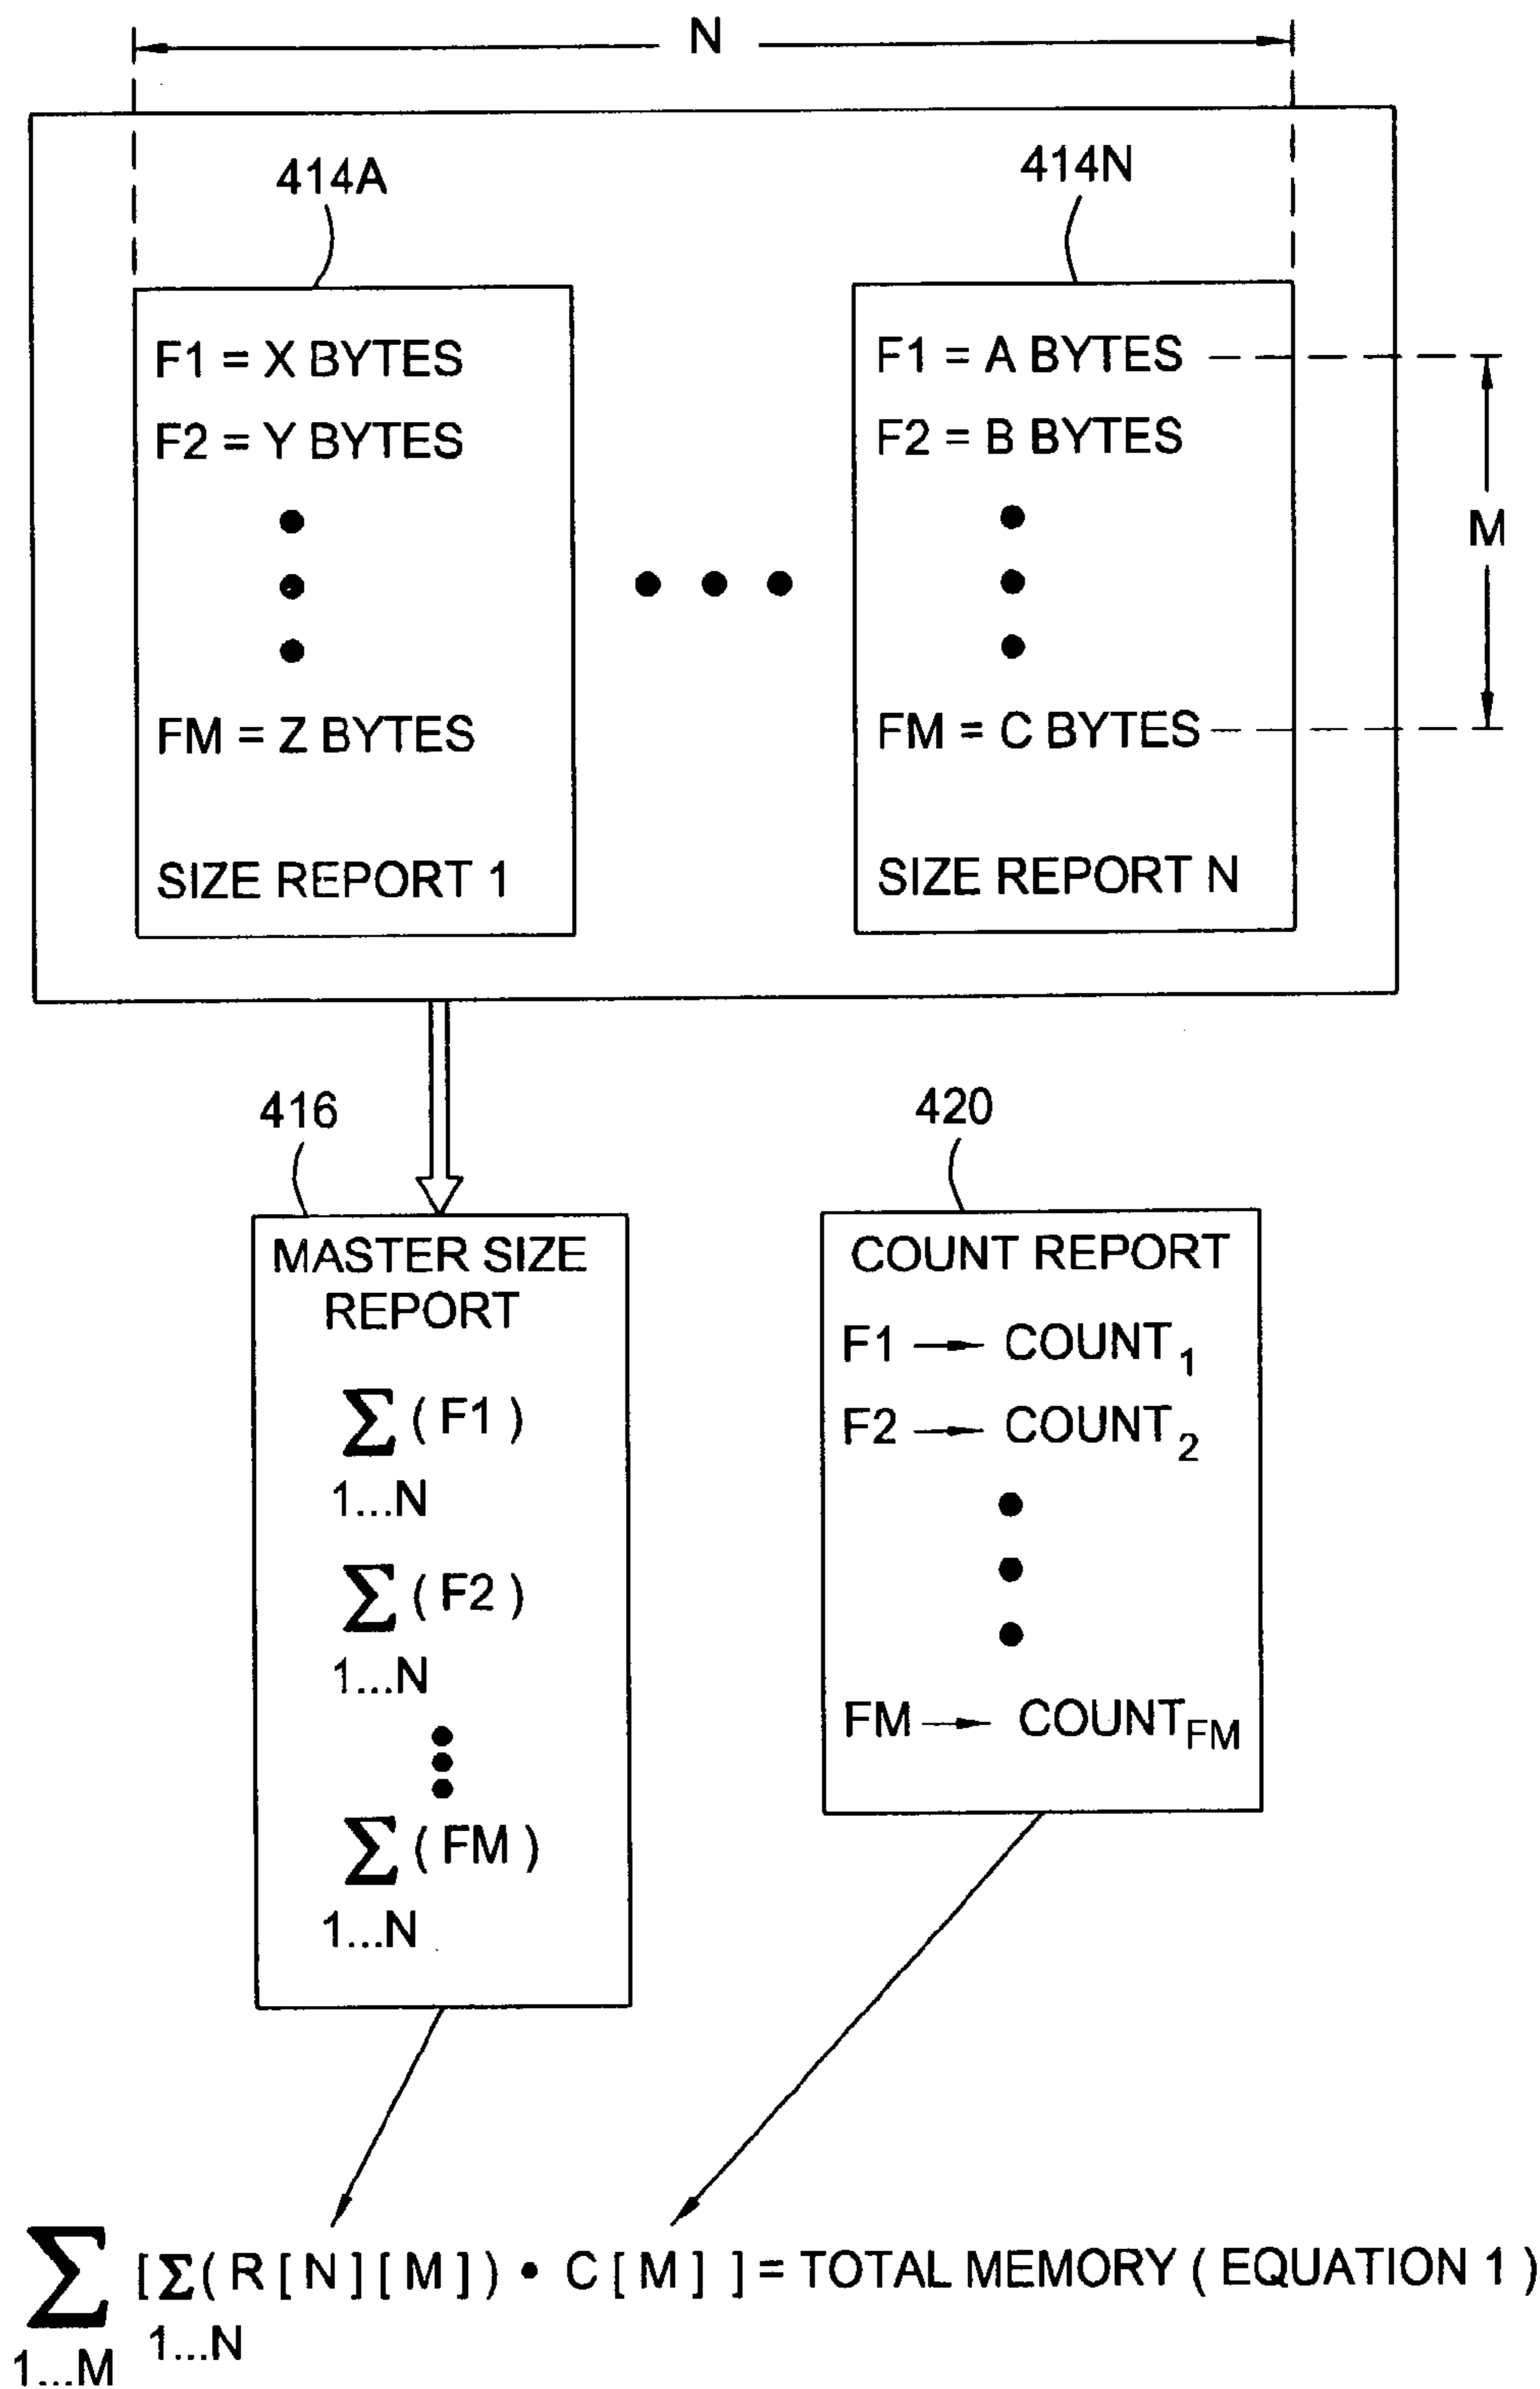 N
414A
414N
F1 = X BYTES
F2 = Y BYTES
FM = Z BYTES
SIZE REPORT 1
F1 = A BYTES
F2 = B BYTES
FM = C BYTES
SIZE REPORT N
M
416
MASTER SIZE
REPORT
Σ ( F1 )
1...N
Σ ( F2 )
1...N
Σ ( FM )
1...N
420
COUNT REPORT
F1 → COUNT₁
F2 → COUNT₂
FM → COUNT_FM
Σ [ Σ ( R [ N ] [ M ] ) • C [ M ] ] = TOTAL MEMORY ( EQUATION 1 )
1...M 1...N